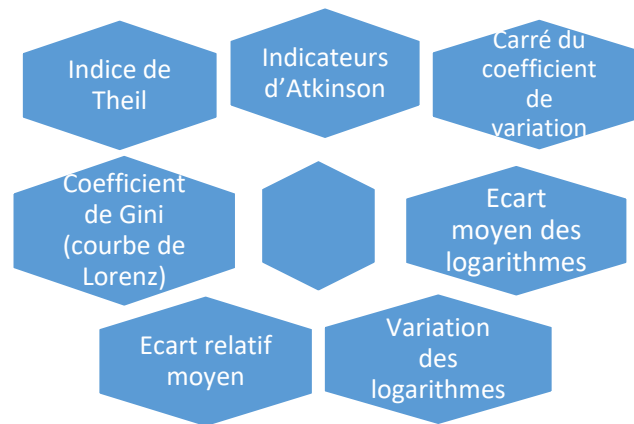 Indice de
Theil
Indicateurs
d’Atkinson
Carré du
coefficient
de
variation
Coefficient
de Gini
(courbe de
Lorenz)
Ecart
moyen des
logarithmes
Ecart relatif
moyen
Variation
des
logarithmes